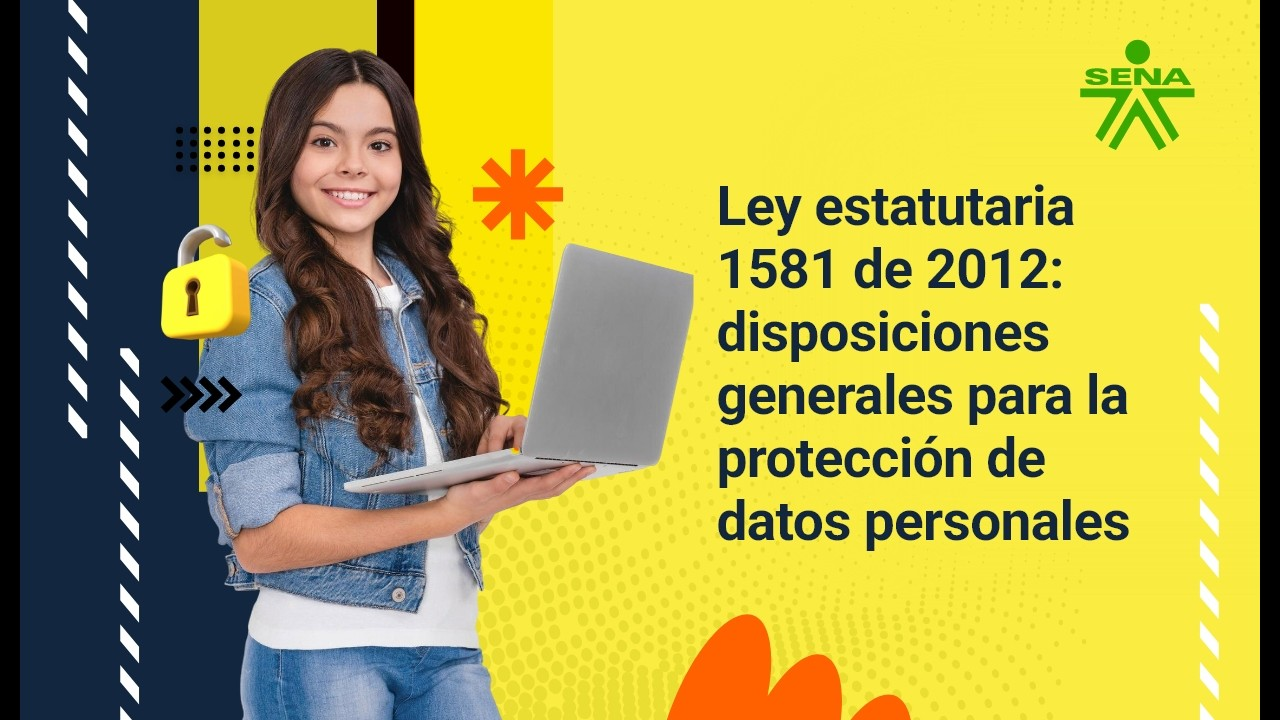 SENA
Ley estatutaria
1581 de 2012:
disposiciones
generales para la
protección de
datos personales